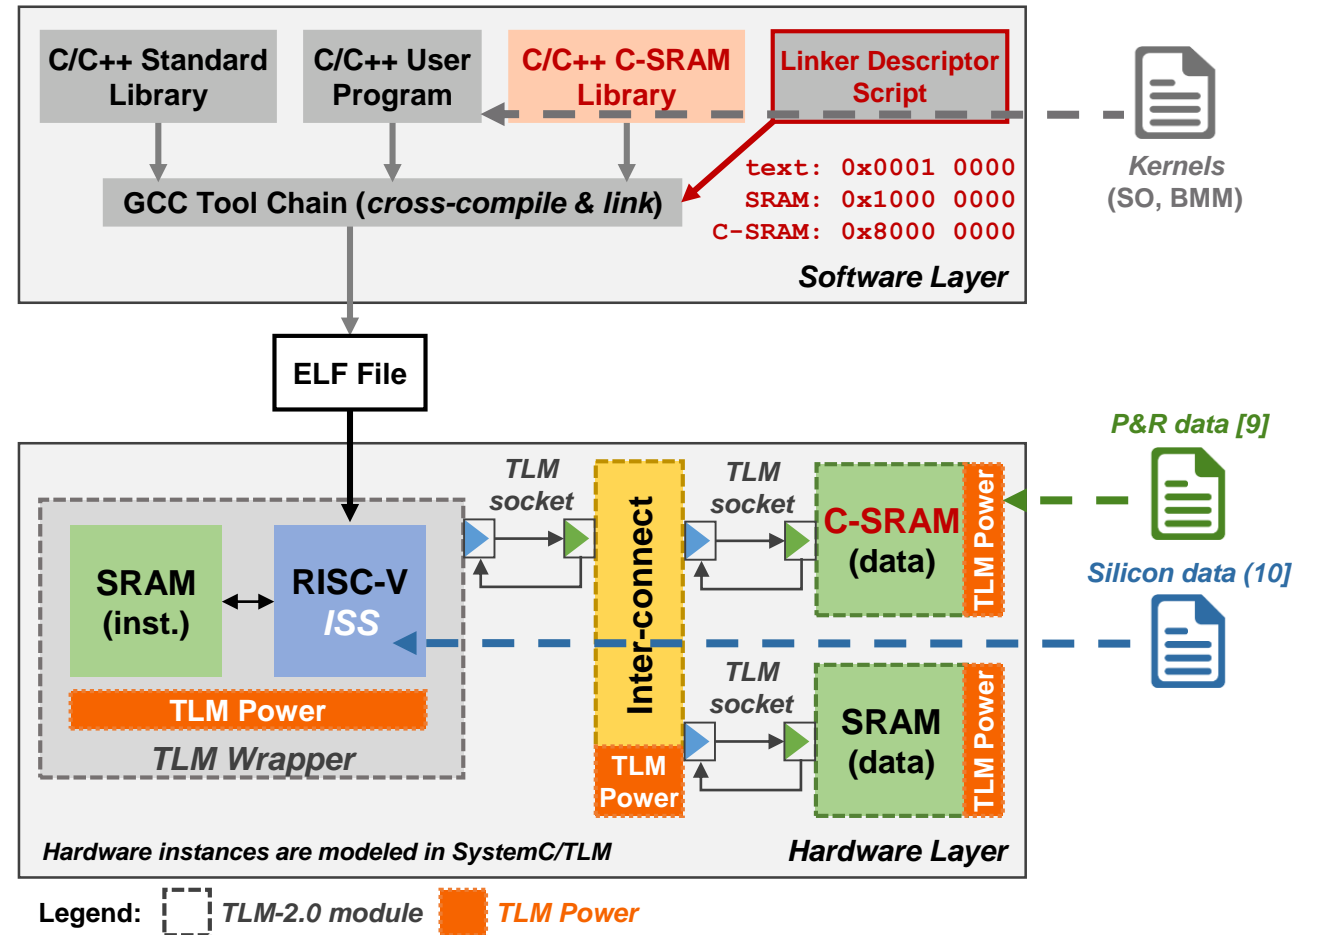 C/C++ Standard
Library
C/C++ User
Program
C/C++ C-SRAM
Library
Linker Descriptor
Script
Kernels
(SO, BMM)
GCC Tool Chain (cross-compile & link)
text: 0x0001 0000
SRAM: 0x1000 0000
C-SRAM: 0x8000 0000
Software Layer
ELF File
P&R data [9]
Silicon data (10]
TLM
socket
TLM
socket
SRAM
(inst.)
RISC-V
ISS
TLM Power
TLM Wrapper
Inter-connect
TLM
Power
C-SRAM
(data)
TLM Power
TLM
socket
SRAM
(data)
TLM Power
Hardware instances are modeled in SystemC/TLM
Hardware Layer
Legend:
TLM-2.0 module
TLM Power